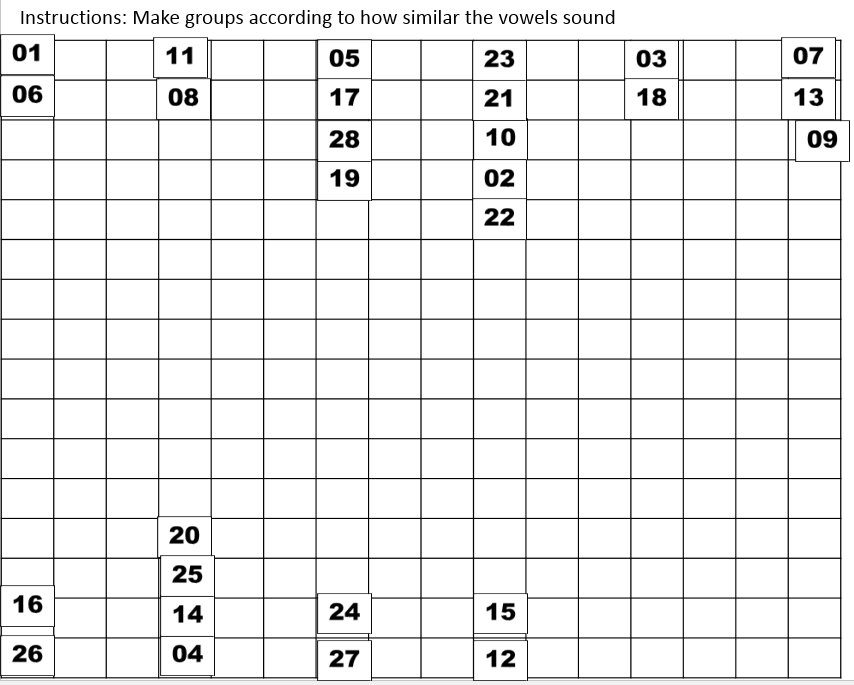 Instructions: Make groups according to how similar the vowels sound
01 11 05 23 03 07
06 08 17 21 18 13
28 10 09
19 02
22
20
25
16 14 24 15
26 04 27 12